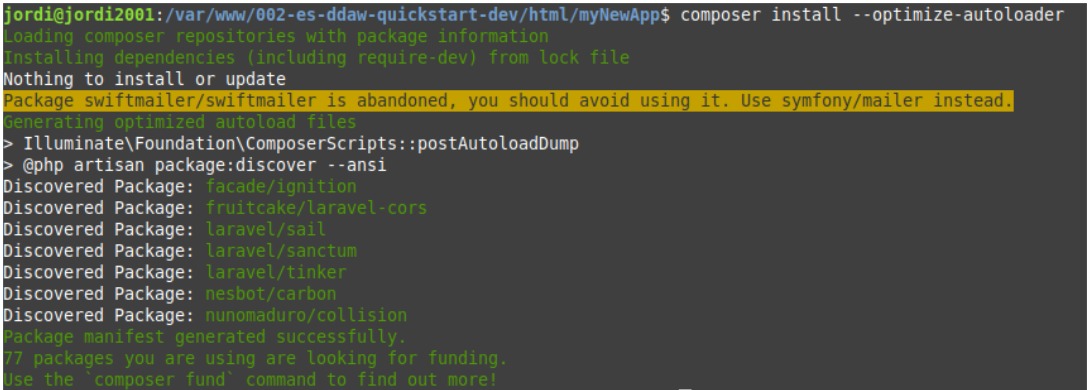 jordi@jordi2001:/var/www/002-es-ddaw-quickstart-dev/html/myNewApp$ composer install --optimize-autoloader
Loading composer repositories with package information
Installing dependencies (including require-dev) from lock file
Nothing to install or update
Package swiftmailer/swiftmailer is abandoned, you should avoid using it. Use symfony/mailer instead.
Generating optimized autoload files
> Illuminate\Foundation\ComposerScripts::postAutoloadDump
> @php artisan package:discover --ansi
Discovered Package: facade/ignition
Discovered Package: fruitcake/laravel-cors
Discovered Package: laravel/sail
Discovered Package: laravel/sanctum
Discovered Package: laravel/tinker
Discovered Package: nesbot/carbon
Discovered Package: nunomaduro/collision
Package manifest generated successfully.
77 packages you are using are looking for funding.
Use the `composer fund` command to find out more!